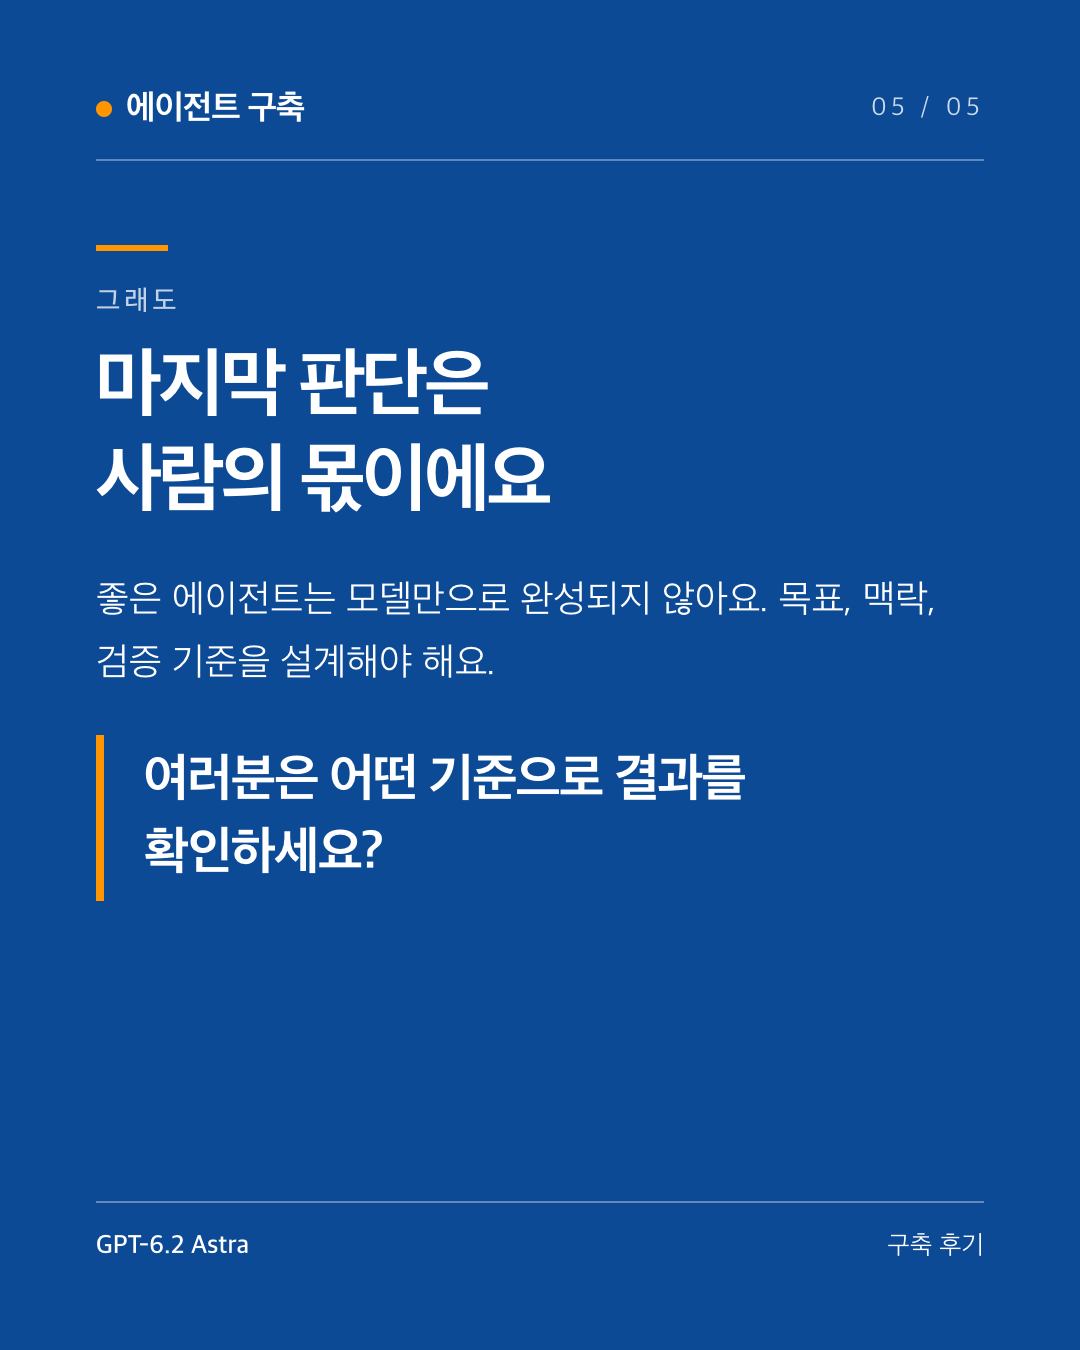 에이전트 구축
05 / 05
그래도
마지막 판단은
사람의 몫이에요
좋은 에이전트는 모델만으로 완성되지 않아요. 목표, 맥락,
검증 기준을 설계해야 해요.
여러분은 어떤 기준으로 결과를
확인하세요?
GPT-6.2 Astra
구축 후기